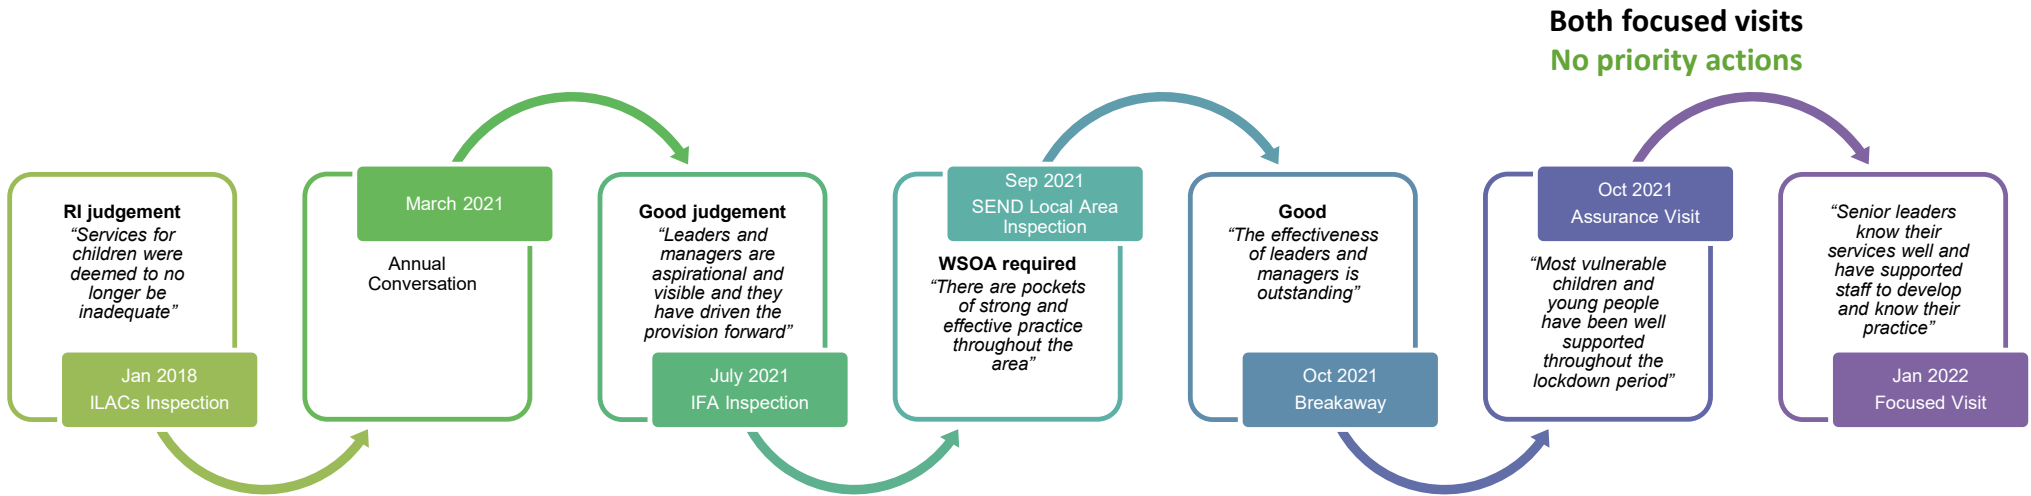 Both focused visits
No priority actions
RI judgement
“Services for
children were
deemed to no
longer be
inadequate”
Jan 2018
ILACs Inspection
March 2021
Annual
Conversation
Good judgement
“Leaders and
managers are
aspirational and
visible and they
have driven the
provision forward”
July 2021
IFA Inspection
Sep 2021
SEND Local Area
Inspection
WSOA required
“There are pockets
of strong and
effective practice
throughout the
area”
Good
“The effectiveness
of leaders and
managers is
outstanding”
Oct 2021
Breakaway
Oct 2021
Assurance Visit
“Most vulnerable
children and
young people
have been well
supported
throughout the
lockdown period”
“Senior leaders
know their
services well and
have supported
staff to develop
and know their
practice”
Jan 2022
Focused Visit